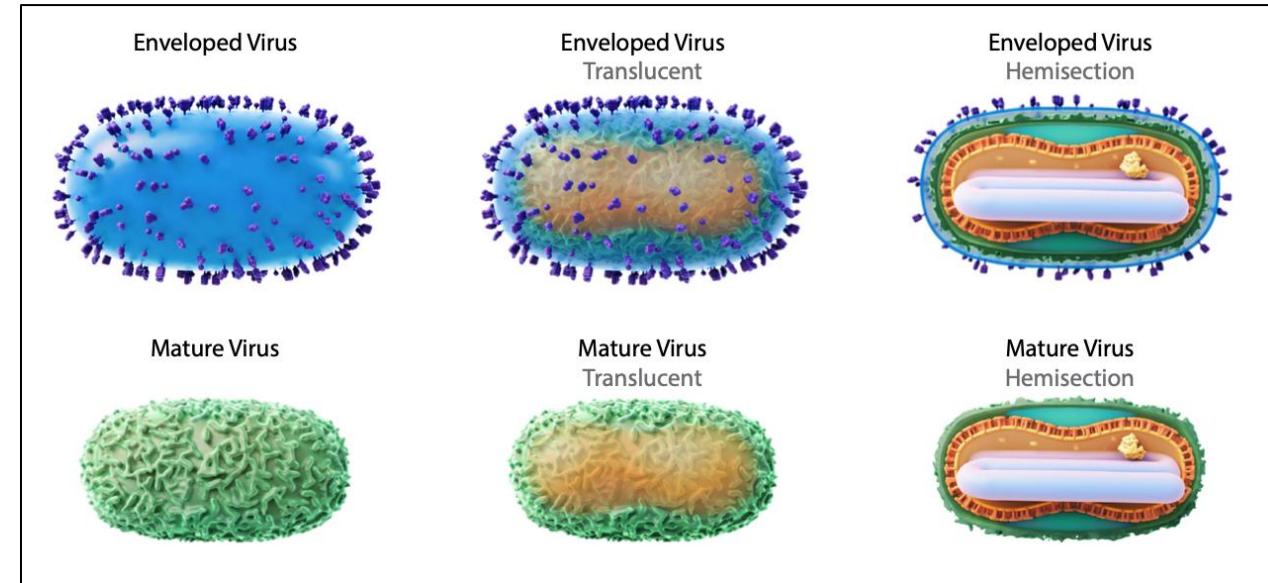 Enveloped Virus
Enveloped Virus
Translucent
Enveloped Virus
Hemisection
Mature Virus
Mature Virus
Translucent
Mature Virus
Hemisection